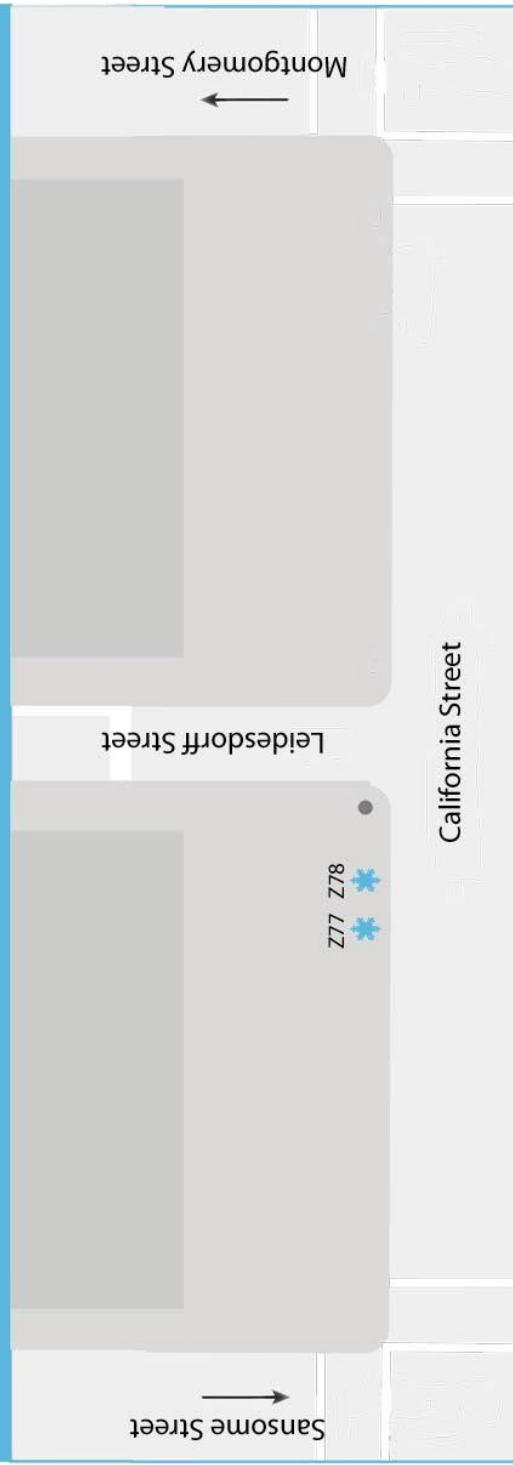 Montgomery Street
Leidesdorff Street
California Street
Z77 Z78
Sansome Street